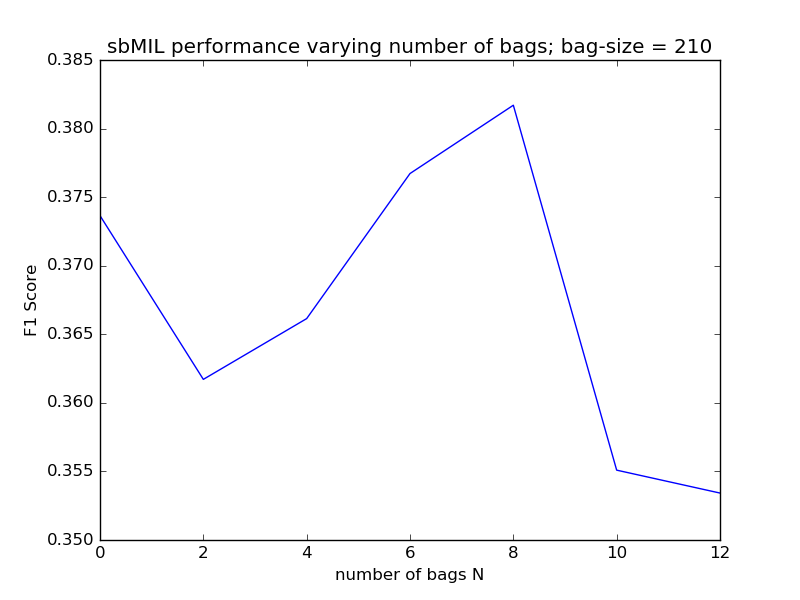 sbMIL performance varying number of bags; bag-size = 210
0.385
0.380
0.375
0.370
0.365
0.360
0.355
0.350
F1 Score
0 2 4 6 8 10 12
number of bags N